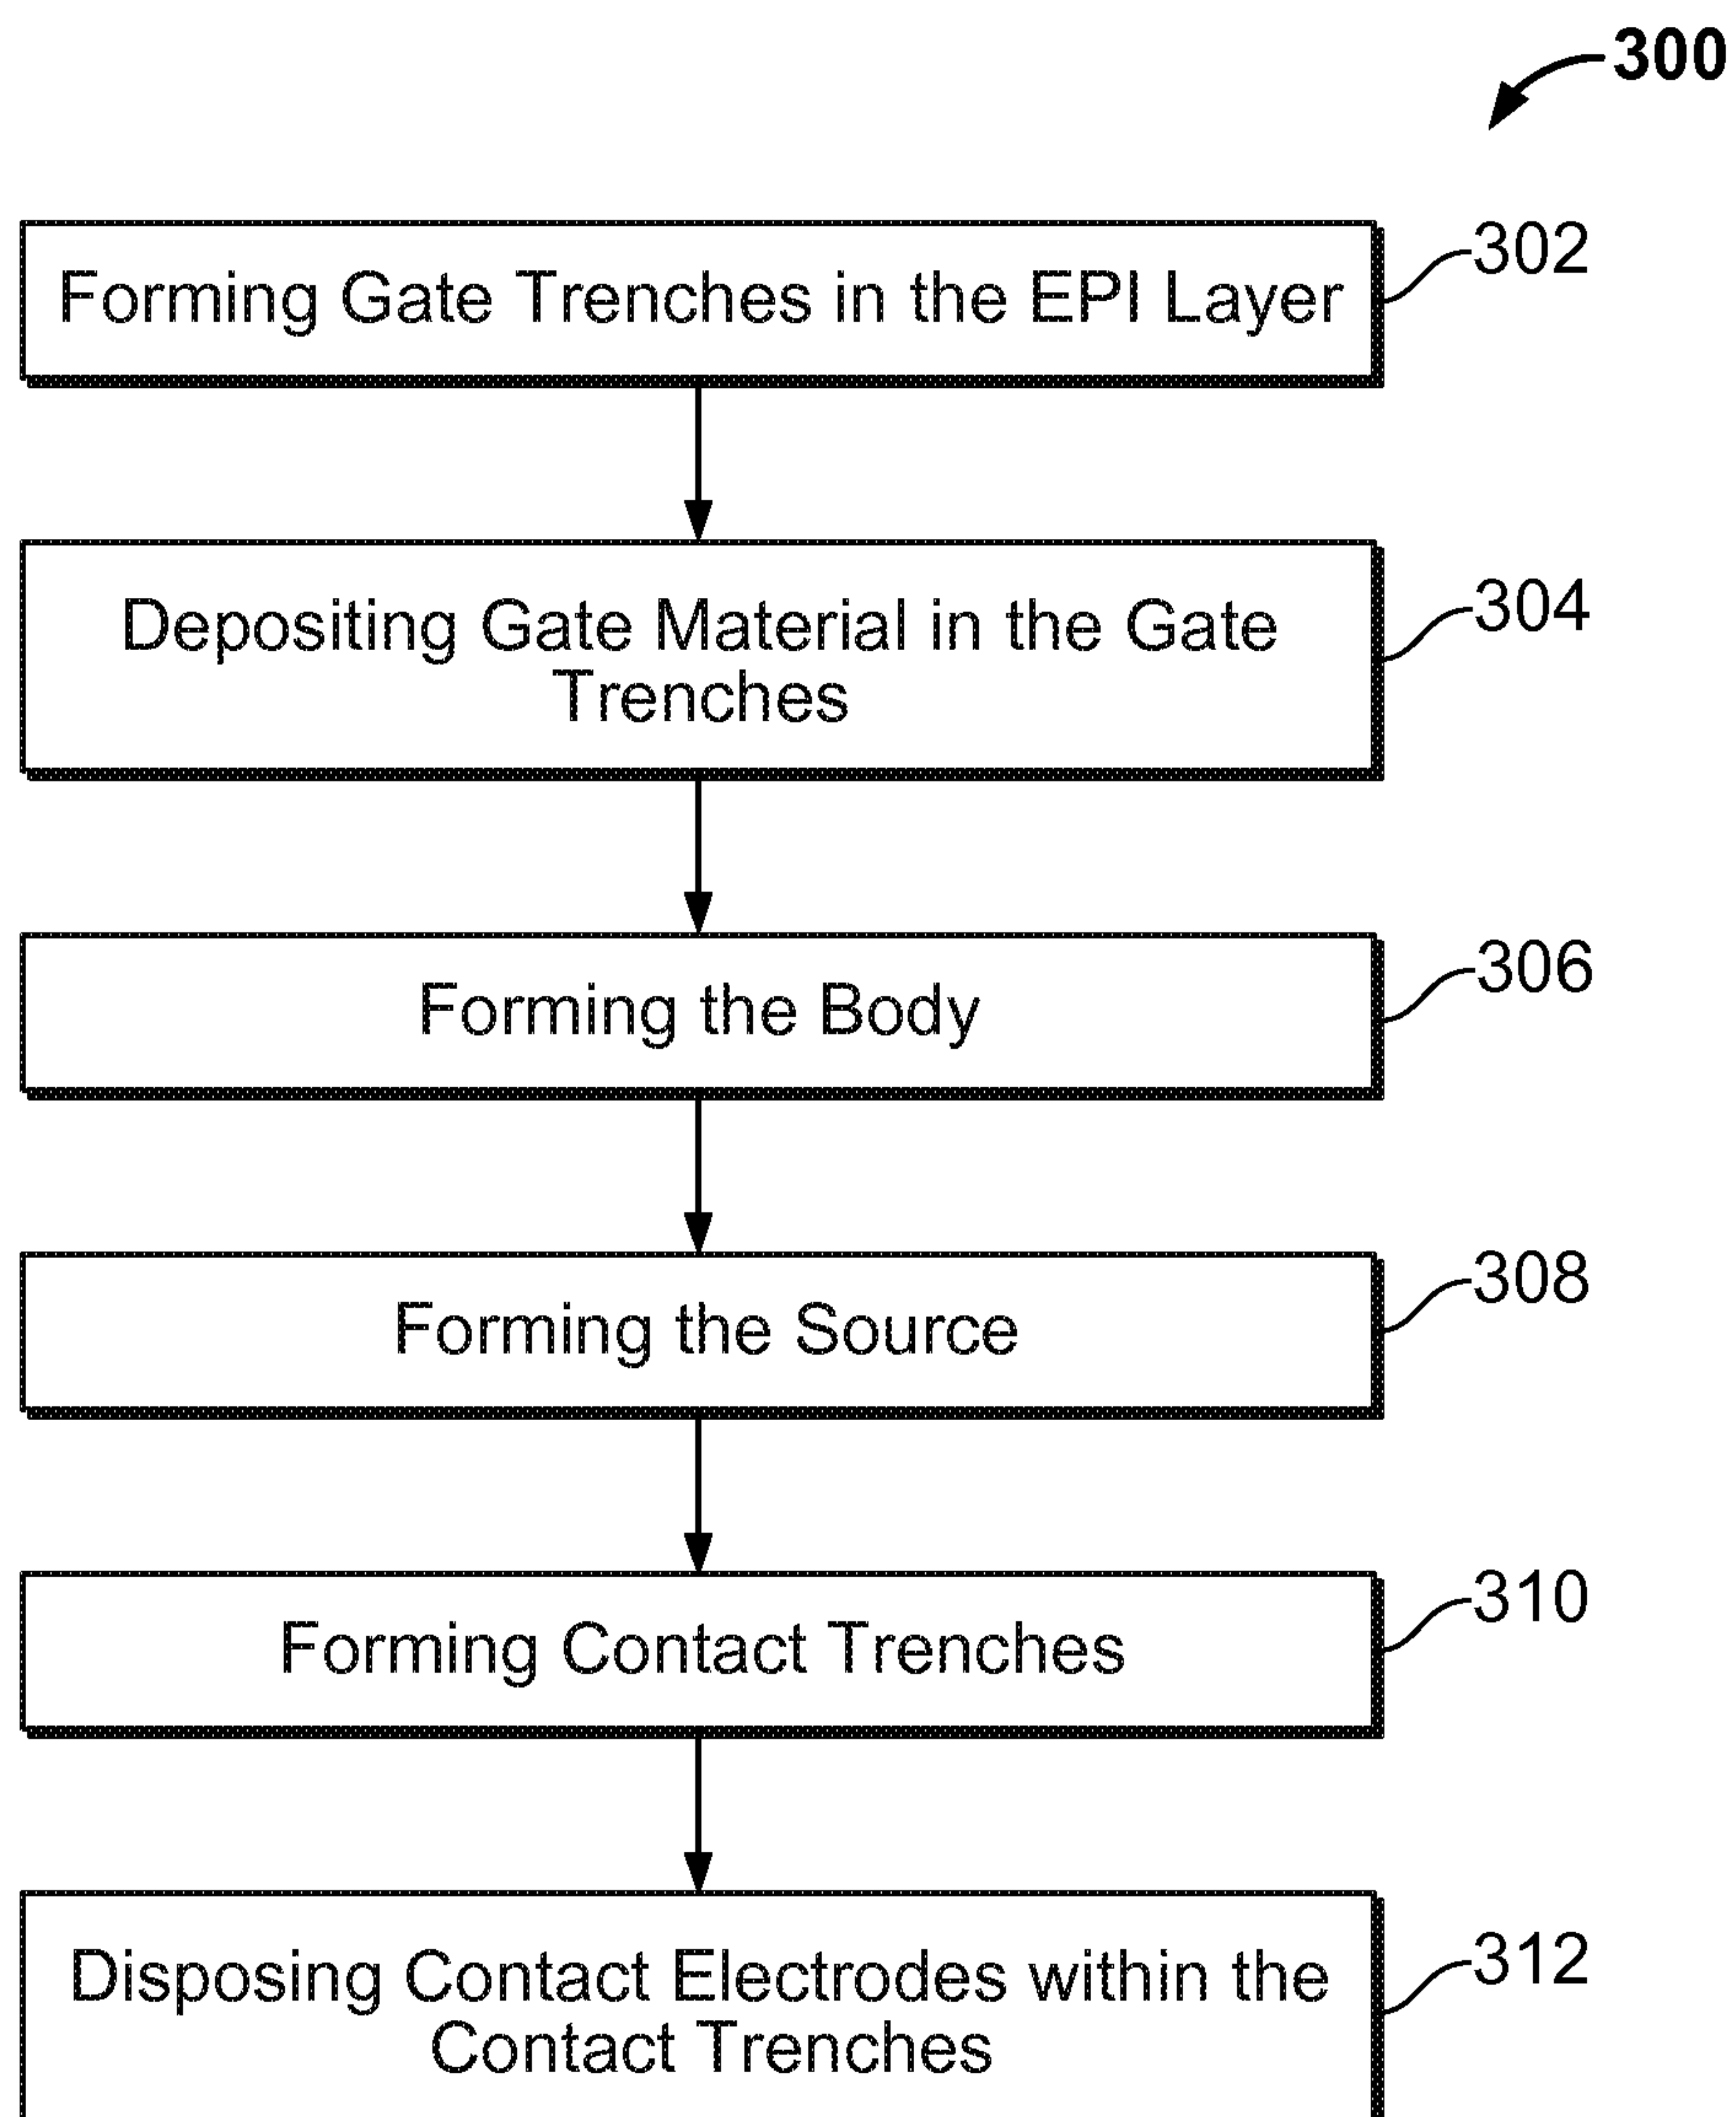 300
Forming Gate Trenches in the EPI Layer
302
Depositing Gate Material in the Gate
Trenches
304
Forming the Body
306
Forming the Source
308
Forming Contact Trenches
310
Disposing Contact Electrodes within the
Contact Trenches
312